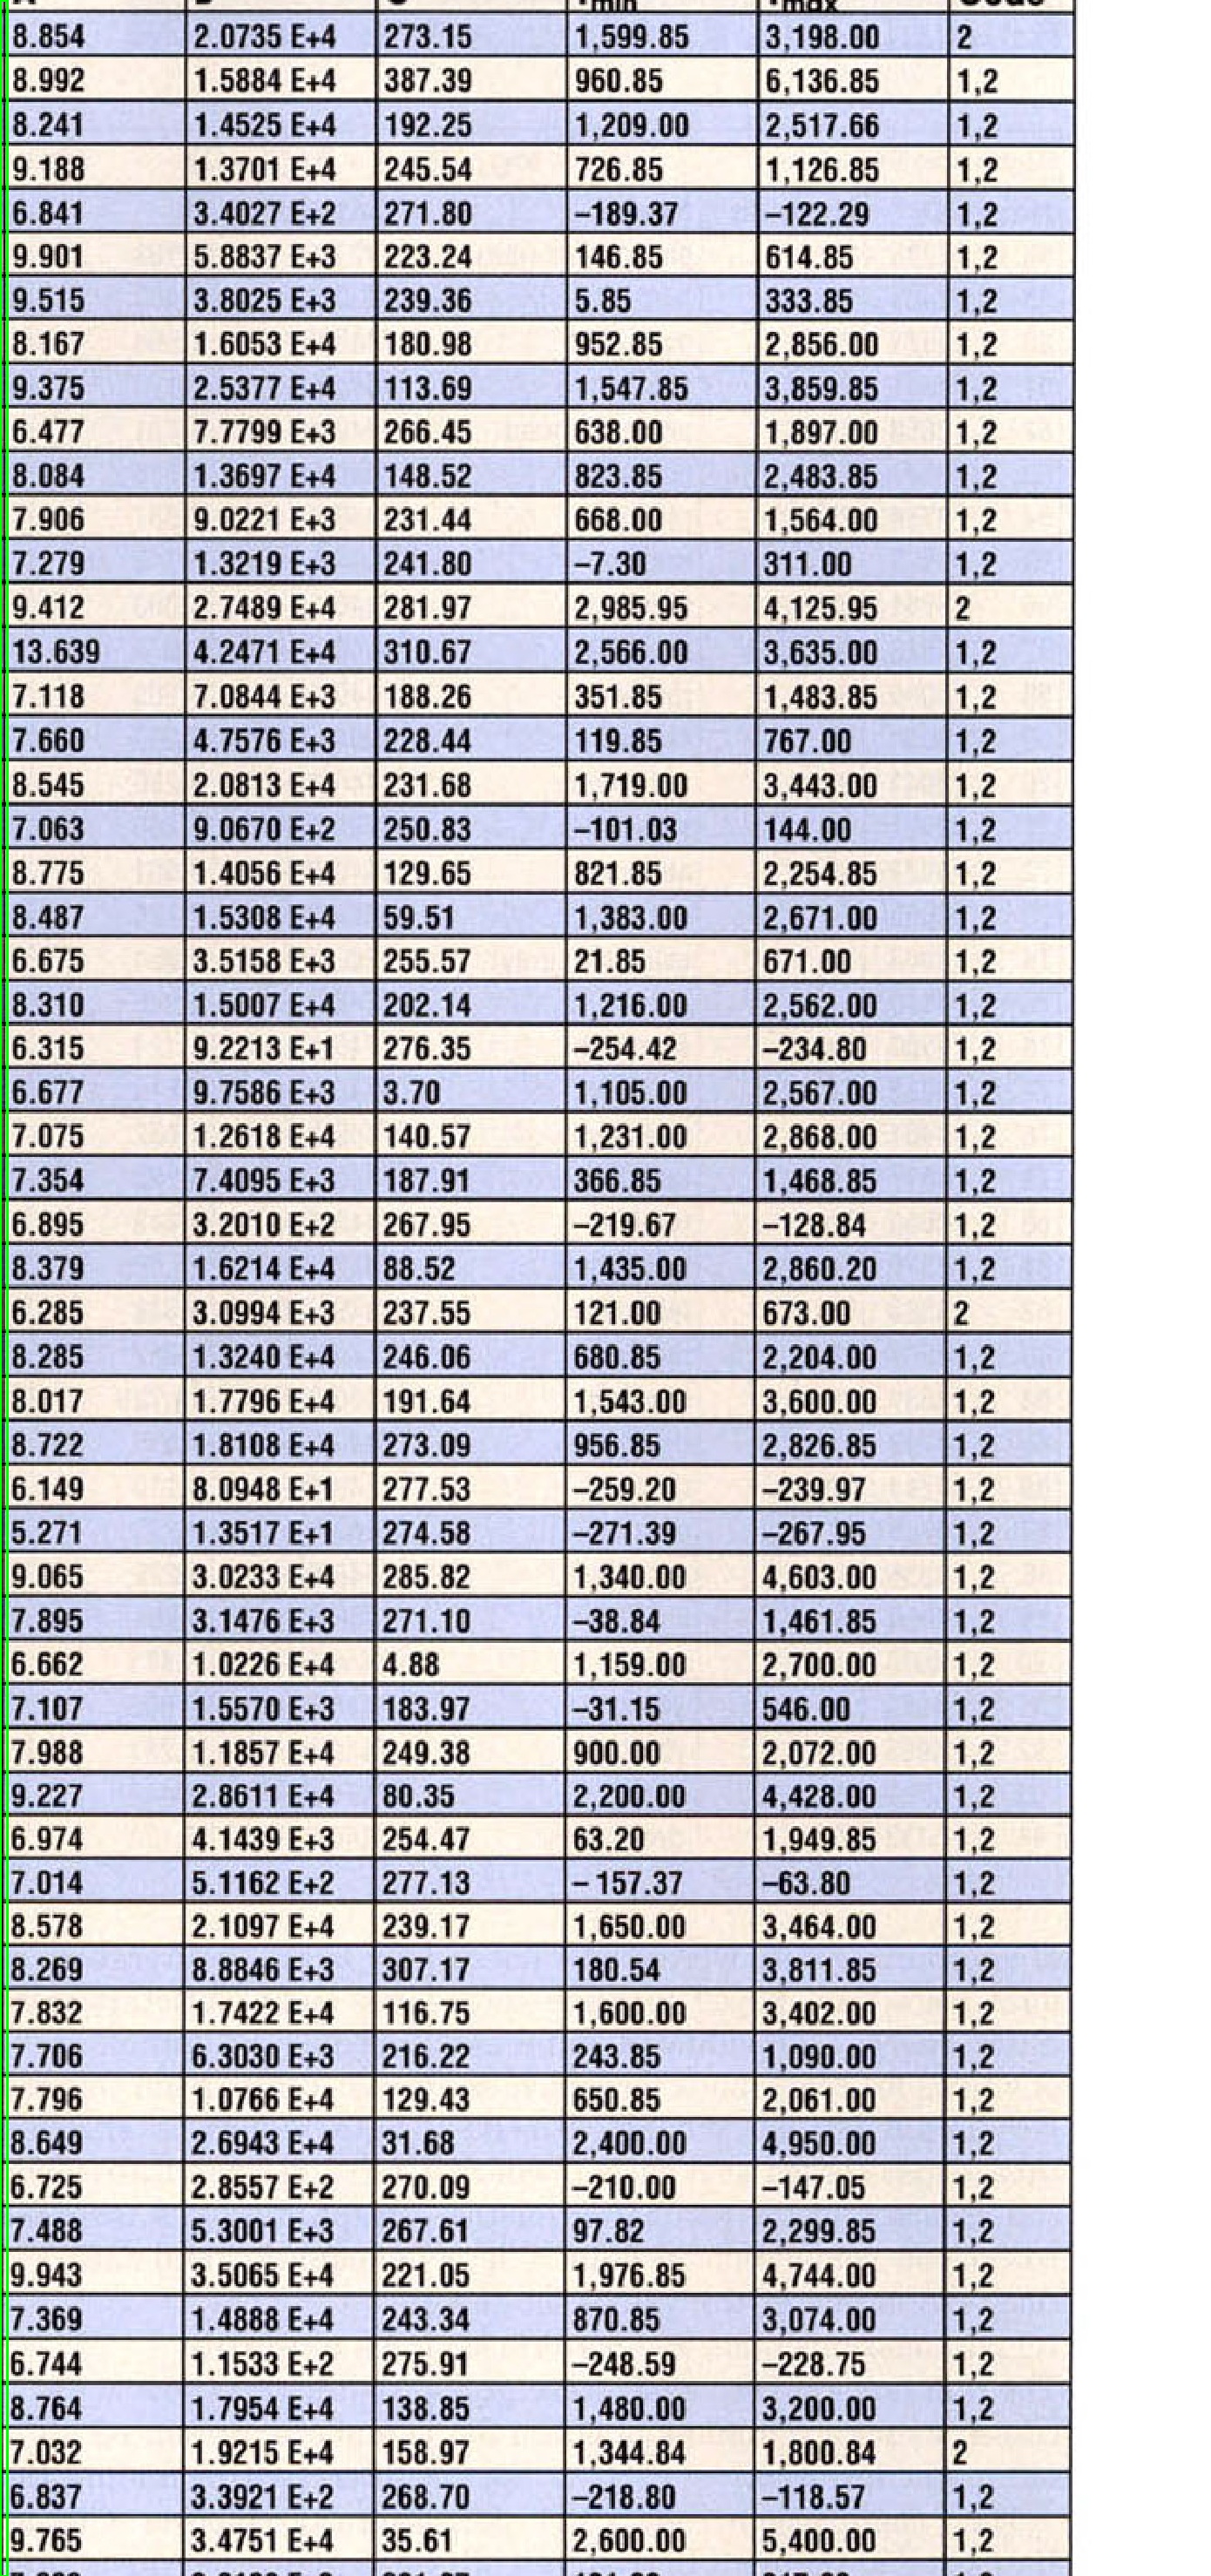 8.854 2.0735 E+4 273.15 1,599.85 3,198.00 2
8.992 1.5884 E+4 387.39 960.85 6,136.85 1,2
8.241 1.4525 E+4 192.25 1,209.00 2,517.66 1,2
9.188 1.3701 E+4 245.54 726.85 1,126.85 1,2
6.841 3.4027 E+2 271.80 –189.37 –122.29 1,2
9.901 5.8837 E+3 223.24 146.85 614.85 1,2
9.515 3.8025 E+3 239.36 5.85 333.85 1,2
8.167 1.6053 E+4 180.98 952.85 2,856.00 1,2
9.375 2.5377 E+4 113.69 1,547.85 3,859.85 1,2
6.477 7.7799 E+3 266.45 638.00 1,897.00 1,2
8.084 1.3697 E+4 148.52 823.85 2,483.85 1,2
7.906 9.0221 E+3 231.44 668.00 1,564.00 1,2
7.279 1.3219 E+3 241.80 –7.30 311.00 1,2
9.412 2.7489 E+4 281.97 2,985.95 4,125.95 2
13.639 4.2471 E+4 310.67 2,566.00 3,635.00 1,2
7.118 7.0844 E+3 188.26 351.85 1,483.85 1,2
7.660 4.7576 E+3 228.44 119.85 767.00 1,2
8.545 2.0813 E+4 231.68 1,719.00 3,443.00 1,2
7.063 9.0670 E+2 250.83 –101.03 144.00 1,2
8.775 1.4056 E+4 129.65 821.85 2,254.85 1,2
8.487 1.5308 E+4 59.51 1,383.00 2,671.00 1,2
6.675 3.5158 E+3 255.57 21.85 671.00 1,2
8.310 1.5007 E+4 202.14 1,216.00 2,562.00 1,2
6.315 9.2213 E+1 276.35 –254.42 –234.80 1,2
6.677 9.7586 E+3 3.70 1,105.00 2,567.00 1,2
7.075 1.2618 E+4 140.57 1,231.00 2,868.00 1,2
7.354 7.4095 E+3 187.91 366.85 1,468.85 1,2
6.895 3.2010 E+2 267.95 –219.67 –128.84 1,2
8.379 1.6214 E+4 88.52 1,435.00 2,860.20 1,2
6.285 3.0994 E+3 237.55 121.00 673.00 2
8.285 1.3240 E+4 246.06 680.85 2,204.00 1,2
8.017 1.7796 E+4 191.64 1,543.00 3,600.00 1,2
8.722 1.8108 E+4 273.09 956.85 2,826.85 1,2
6.149 8.0948 E+1 277.53 –259.20 –239.97 1,2
5.271 1.3517 E+1 274.58 –271.39 –267.95 1,2
9.065 3.0233 E+4 285.82 1,340.00 4,603.00 1,2
7.895 3.1476 E+3 271.10 –38.84 1,461.85 1,2
6.662 1.0226 E+4 4.88 1,159.00 2,700.00 1,2
7.107 1.5570 E+3 183.97 –31.15 546.00 1,2
7.988 1.1857 E+4 249.38 900.00 2,072.00 1,2
9.227 2.8611 E+4 80.35 2,200.00 4,428.00 1,2
6.974 4.1439 E+3 254.47 63.20 1,949.85 1,2
7.014 5.1162 E+2 277.13 – 157.37 –63.80 1,2
8.578 2.1097 E+4 239.17 1,650.00 3,464.00 1,2
8.269 8.8846 E+3 307.17 180.54 3,811.85 1,2
7.832 1.7422 E+4 116.75 1,600.00 3,402.00 1,2
7.706 6.3030 E+3 216.22 243.85 1,090.00 1,2
7.796 1.0766 E+4 129.43 650.85 2,061.00 1,2
8.649 2.6943 E+4 31.68 2,400.00 4,950.00 1,2
6.725 2.8557 E+2 270.09 –210.00 –147.05 1,2
7.488 5.3001 E+3 267.61 97.82 2,299.85 1,2
9.943 3.5065 E+4 221.05 1,976.85 4,744.00 1,2
7.369 1.4888 E+4 243.34 870.85 3,074.00 1,2
6.744 1.1533 E+2 275.91 –248.59 –228.75 1,2
8.764 1.7954 E+4 138.85 1,480.00 3,200.00 1,2
7.032 1.9215 E+4 158.97 1,344.84 1,800.84 2
6.837 3.3921 E+2 268.70 –218.80 –118.57 1,2
9.765 3.4751 E+4 35.61 2,600.00 5,400.00 1,2